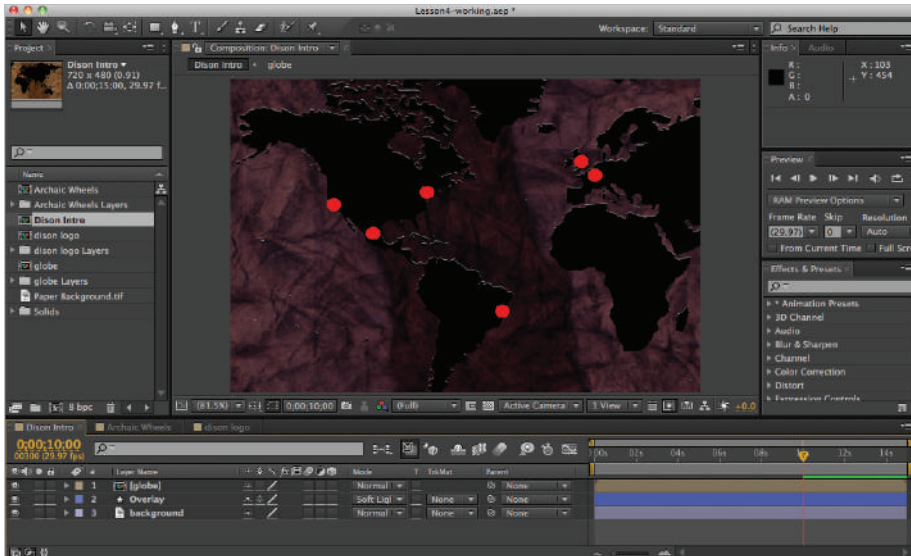 Lesson4-working.aep *
Workspace: Standard
Search Help
Project
Dison Intro
720 x 480 (0.91)
Δ 0;00;15;00, 29.97 f...
Name
Archaic Wheels
Archaic Wheels Layers
Dison Intro
dison logo
dison logo Layers
globe
globe Layers
Paper Background.tif
Solids
8 bpc
Composition: Dison Intro
Dison Intro
globe
(81.5%)
0;00;10;00
(Full)
Active Camera
1 View
+0.0
Info
Audio
R :
G :
B :
A : 0
X : 103
Y : 454
Preview
RAM Preview Options
Frame Rate Skip Resolution
(29.97) 0 Auto
From Current Time Full Scr
Effects & Presets
* Animation Presets
3D Channel
Audio
Blur & Sharpen
Channel
Color Correction
Distort
Expression Controls
Dison Intro
Archaic Wheels
dison logo
0;00;10;00
00300 (29.97 fps)
# Layer Name Mode T TrkMat Parent
1 [globe] Normal None
2 Overlay Soft Ligl None None
3 background Normal None None
):00s 02s 04s 06s 08s 12s 14s